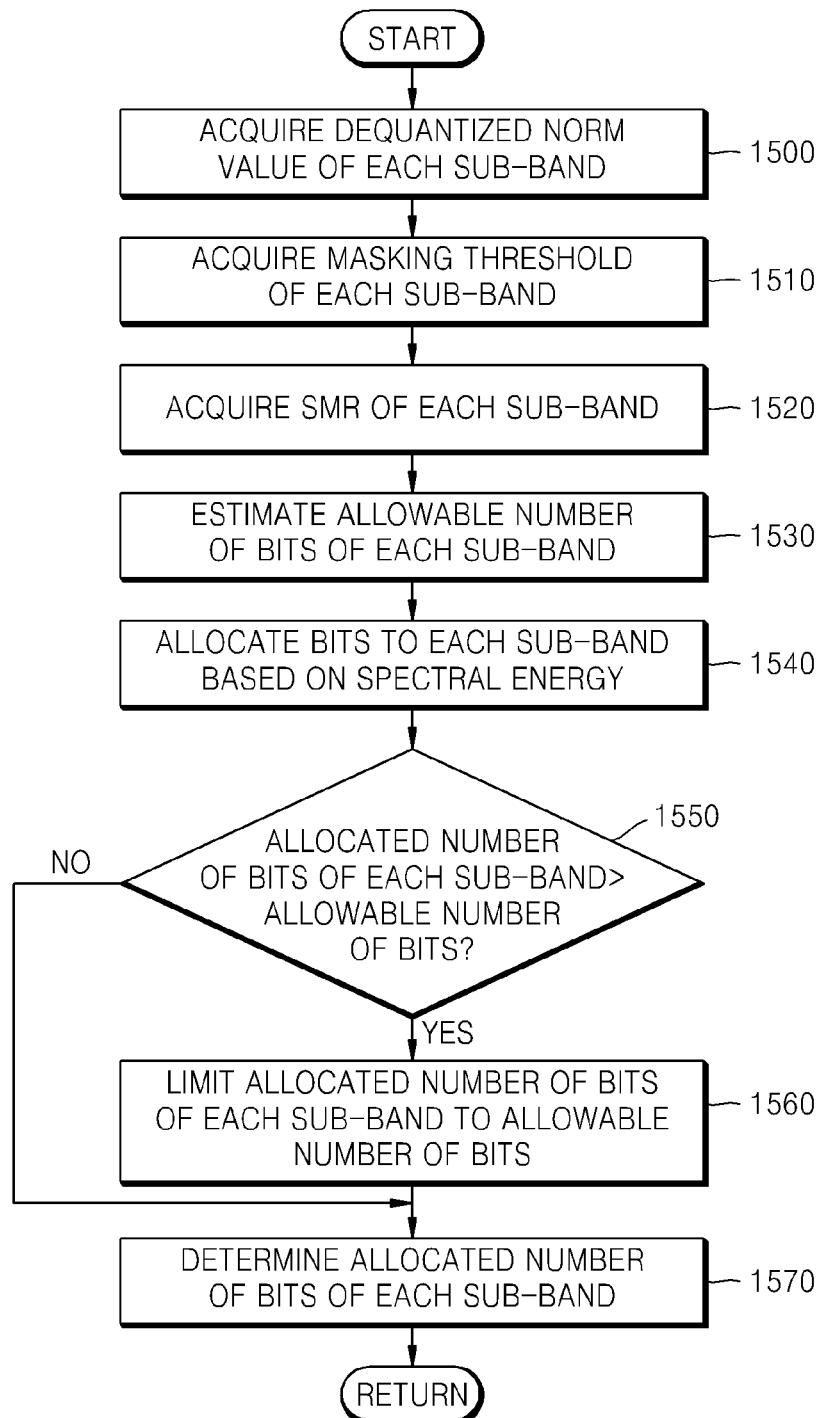 START
ACQUIRE DEQUANTIZED NORM
VALUE OF EACH SUB-BAND
1500
ACQUIRE MASKING THRESHOLD
OF EACH SUB-BAND
1510
ACQUIRE SMR OF EACH SUB-BAND
1520
ESTIMATE ALLOWABLE NUMBER
OF BITS OF EACH SUB-BAND
1530
ALLOCATE BITS TO EACH SUB-BAND
BASED ON SPECTRAL ENERGY
1540
1550
ALLOCATED NUMBER
OF BITS OF EACH SUB-BAND>
ALLOWABLE NUMBER
OF BITS?
NO
YES
LIMIT ALLOCATED NUMBER OF BITS
OF EACH SUB-BAND TO ALLOWABLE
NUMBER OF BITS
1560
DETERMINE ALLOCATED NUMBER
OF BITS OF EACH SUB-BAND
1570
RETURN